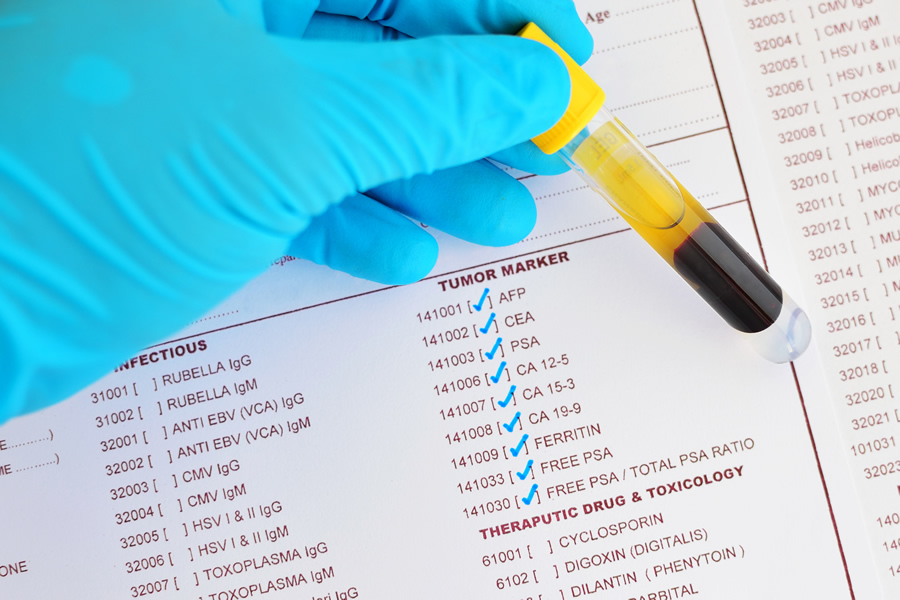 Age
TUMOR MARKER
141001 [✓] AFP
141002 [✓] CEA
141003 [✓] PSA
141006 [✓] CA 12-5
141007 [✓] CA 15-3
141008 [✓] CA 19-9
141009 [✓] FERRITIN
141033 [✓] FREE PSA
141030 [✓] FREE PSA / TOTAL PSA RATIO
THERAPUTIC DRUG & TOXICOLOGY
61001 [ ] CYCLOSPORIN
6102 [ ] DIGOXIN (DIGITALIS)
] DILANTIN ( PHENYTOIN )
INFECTIOUS
31001 [ ] RUBELLA IgG
31002 [ ] RUBELLA IgM
32001 [ ] ANTI EBV (VCA) IgG
32002 [ ] ANTI EBV (VCA) IgM
32003 [ ] CMV IgG
32004 [ ] CMV IgM
32005 [ ] HSV I & II IgG
32006 [ ] HSV I & II IgM
32007 [ ] TOXOPLASMA IgG
] TOXOPLASMA IgM
32003 [ ] CMV IgG
32004 [ ] CMV IgM
32005 [ ] HSV I & II
32006 [ ] HSV I & II
32007 [ ] TOXOPLA
32008 [ ] TOXOPL
32009 [ ] Helicob
32010 [ ] Helico
32011 [ ] MYC
32012 [ ] MYC
32013 [ ] MU
32014 [ ] M
32015 [ ]
32016 [ ]
32017 [ ]
32018 [
32020 [
32021 [
101031
32023